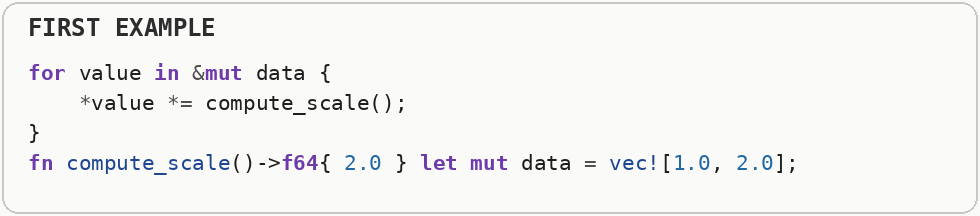 FIRST EXAMPLE
for value in &mut data {
    *value *= compute_scale();
}
fn compute_scale()->f64{ 2.0 } let mut data = vec![1.0, 2.0];